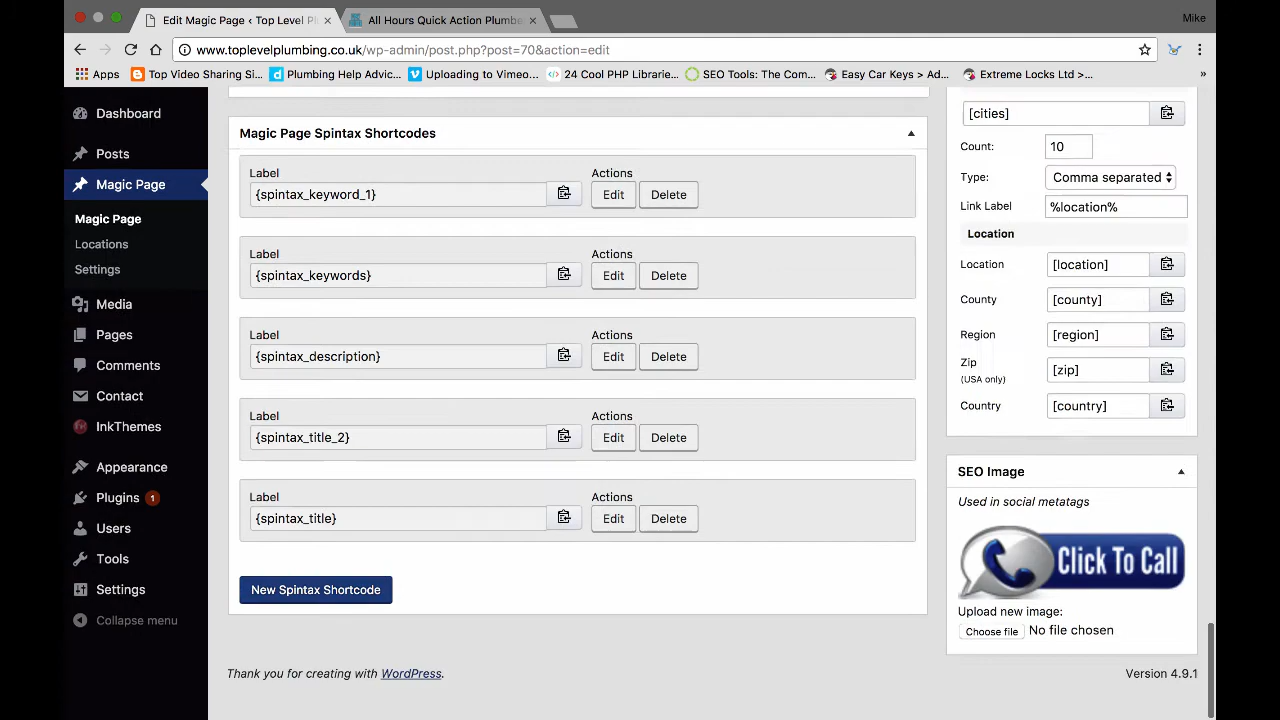 Edit Magic Page ‹ Top Level Pl
All Hours Quick Action Plumbe
Mike
www.toplevelplumbing.co.uk/wp-admin/post.php?post=70&action=edit
Apps
Top Video Sharing Si...
Plumbing Help Advic...
Uploading to Vimeo...
24 Cool PHP Librarie...
SEO Tools: The Com...
Easy Car Keys > Ad...
Extreme Locks Ltd >...
»
Dashboard
Posts
Magic Page
Magic Page
Locations
Settings
Media
Pages
Comments
Contact
InkThemes
Appearance
Plugins 1
Users
Tools
Settings
Collapse menu
Magic Page Spintax Shortcodes
Label Actions
{spintax_keyword_1} Edit Delete
Label Actions
{spintax_keywords} Edit Delete
Label Actions
{spintax_description} Edit Delete
Label Actions
{spintax_title_2} Edit Delete
Label Actions
{spintax_title} Edit Delete
New Spintax Shortcode
[cities]
Count: 10
Type: Comma separated
Link Label %location%
Location
Location [location]
County [county]
Region [region]
Zip
(USA only) [zip]
Country [country]
SEO Image
Used in social metatags
Click To Call
Upload new image:
Choose file No file chosen
Thank you for creating with WordPress.
Version 4.9.1